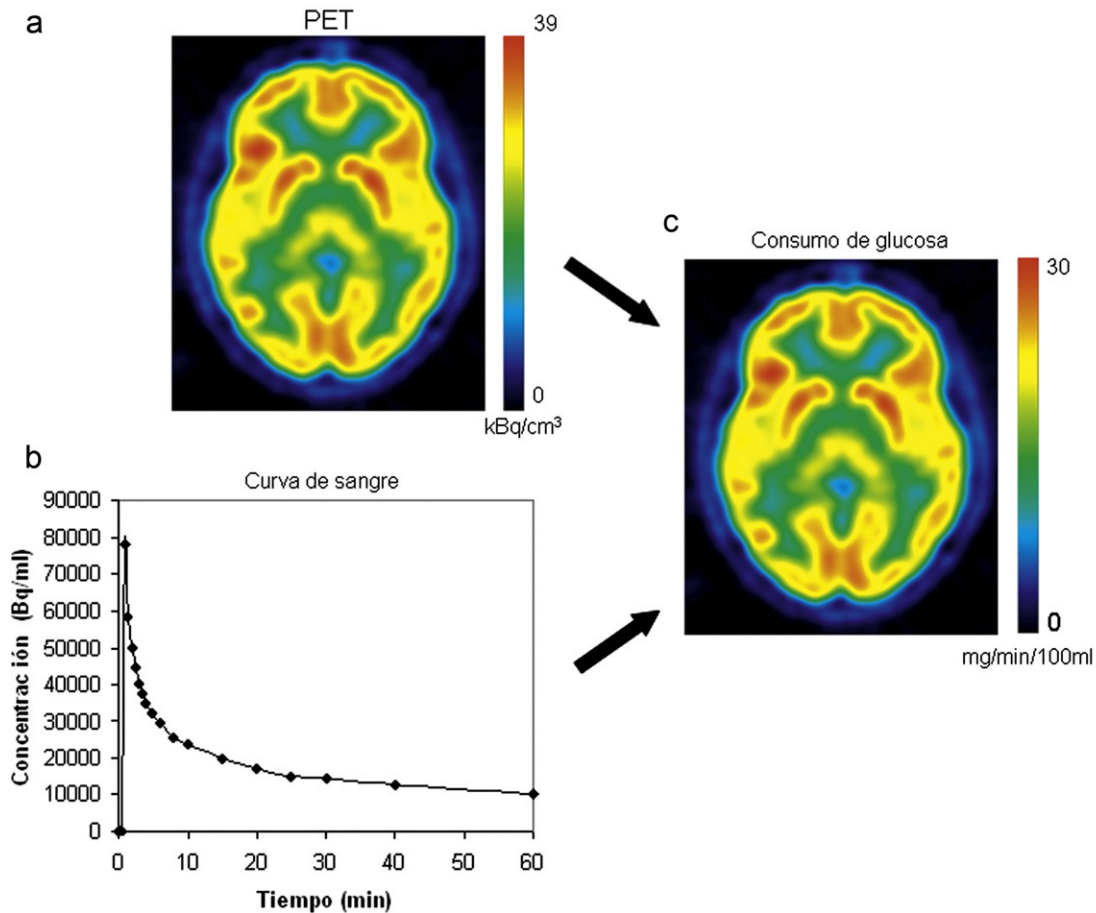 a
PET
39
0
kBq/cm³
b
Curva de sangre
90000
80000
70000
60000
50000
40000
30000
20000
10000
0
Concentrac ión (Bq/ml)
0 10 20 30 40 50 60
Tiempo (min)
c
Consumo de glucosa
30
0
mg/min/100ml